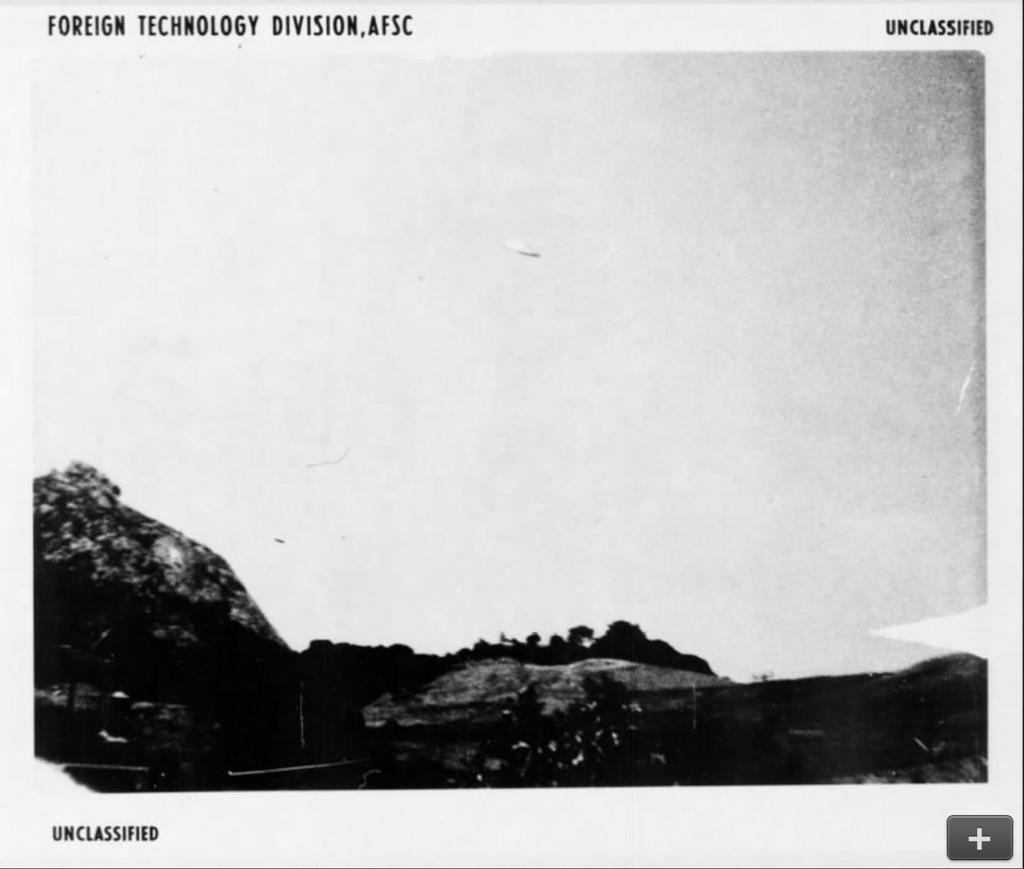 FOREIGN TECHNOLOGY DIVISION,AFSC
UNCLASSIFIED
UNCLASSIFIED